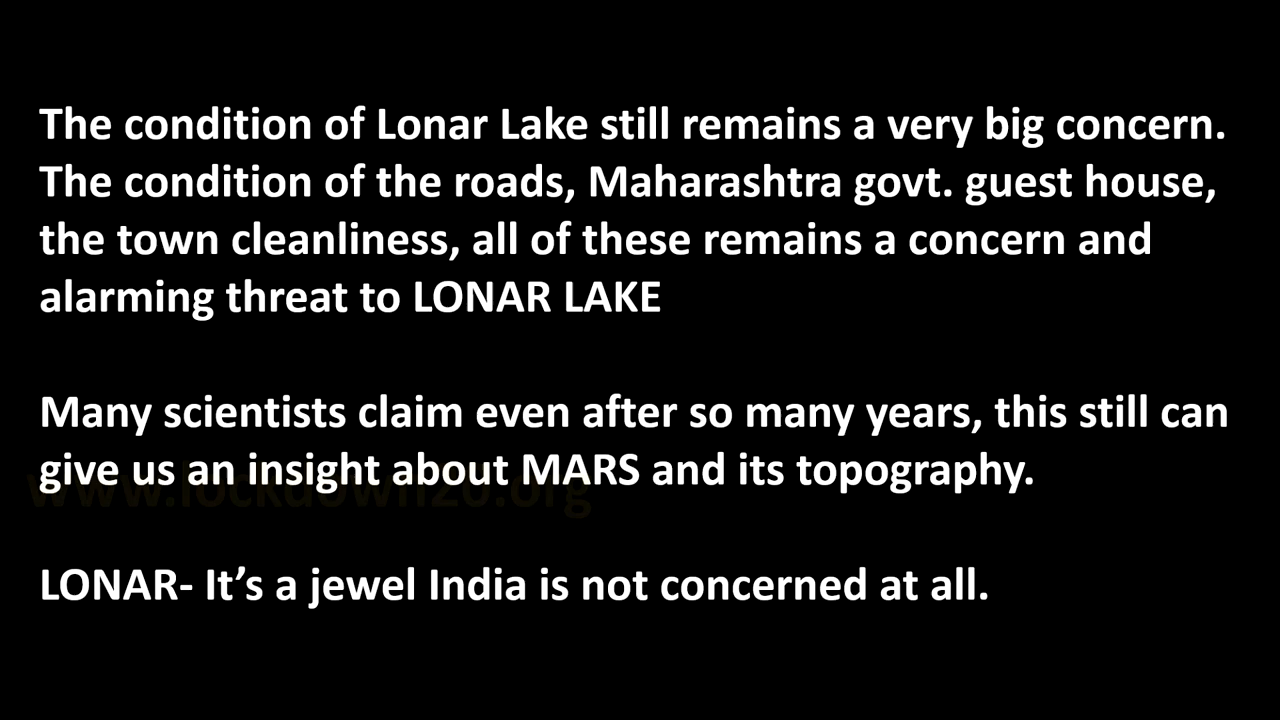 The condition of Lonar Lake still remains a very big concern.
The condition of the roads, Maharashtra govt. guest house,
the town cleanliness, all of these remains a concern and
alarming threat to LONAR LAKE
Many scientists claim even after so many years, this still can
give us an insight about MARS and its topography.
www.lockdown20.org
LONAR- It’s a jewel India is not concerned at all.